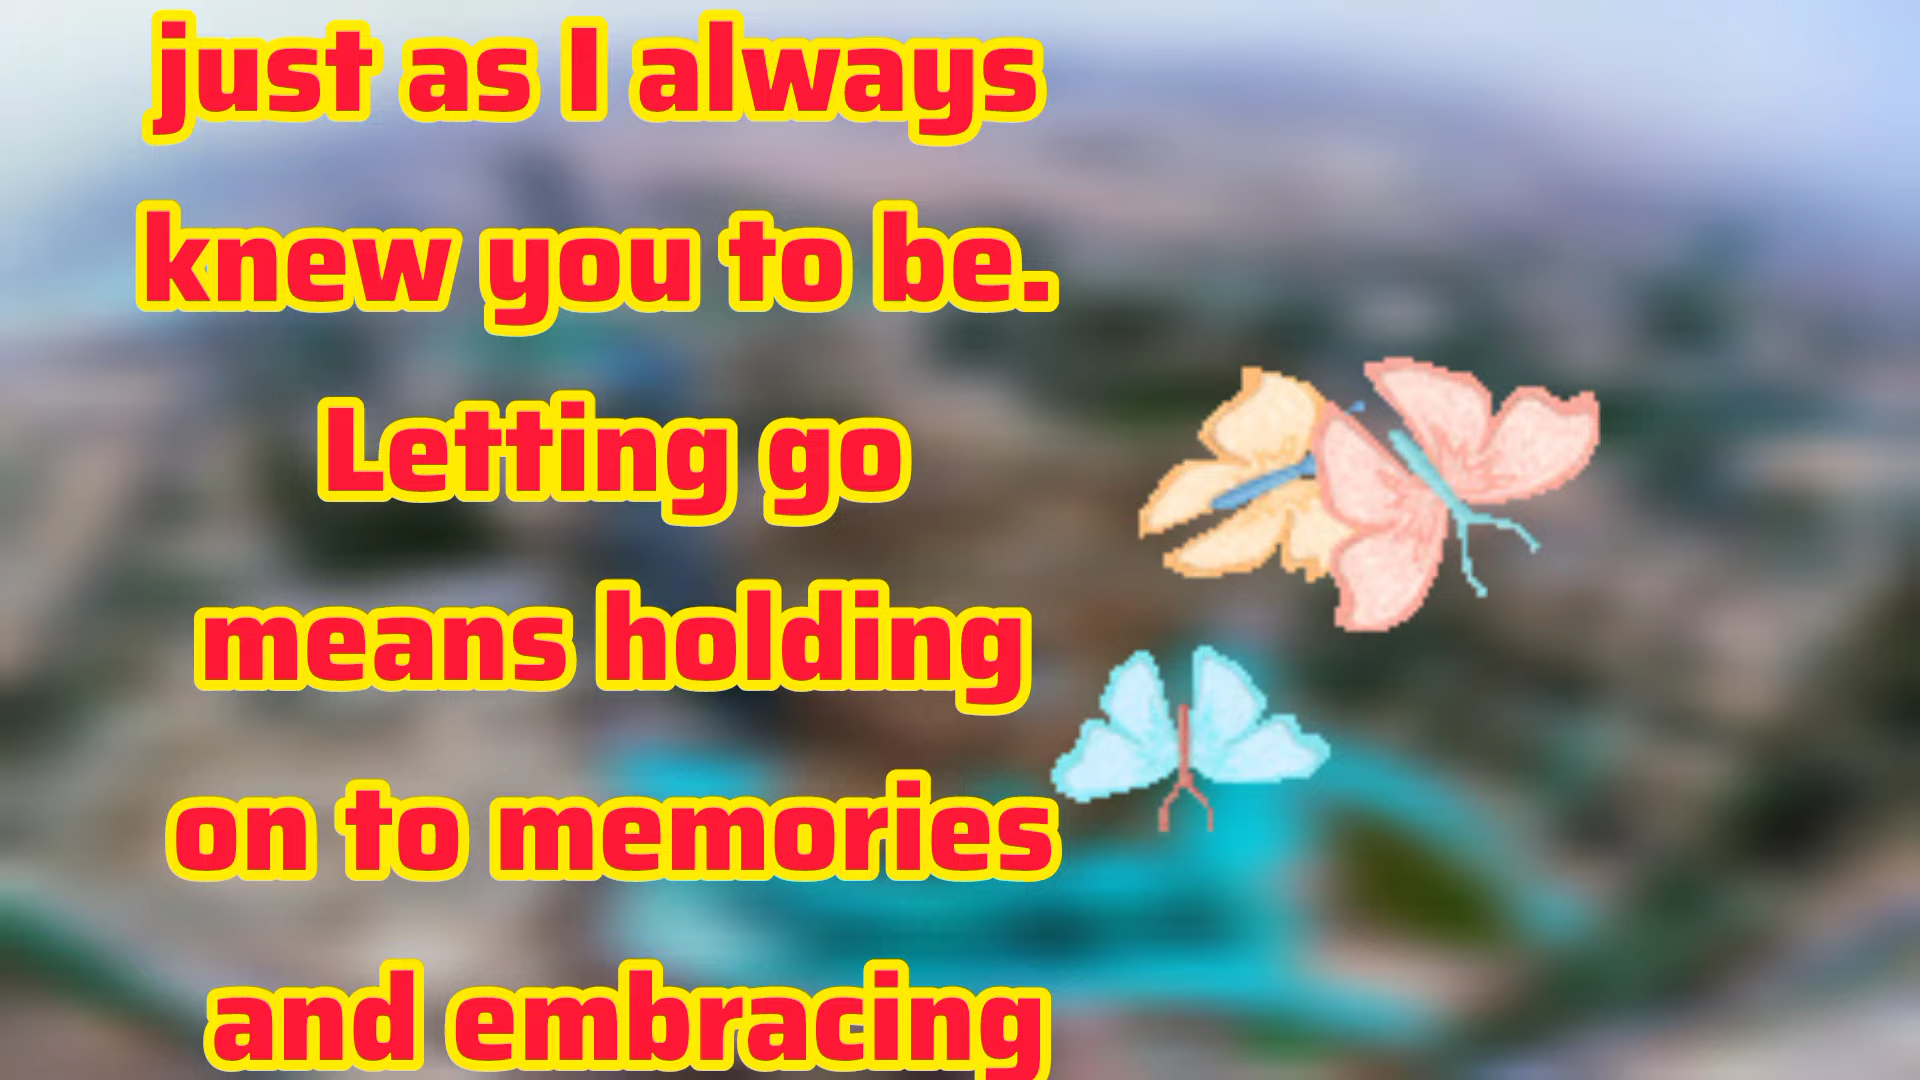 just as I always
knew you to be.
Letting go
means holding
on to memories
and embracing